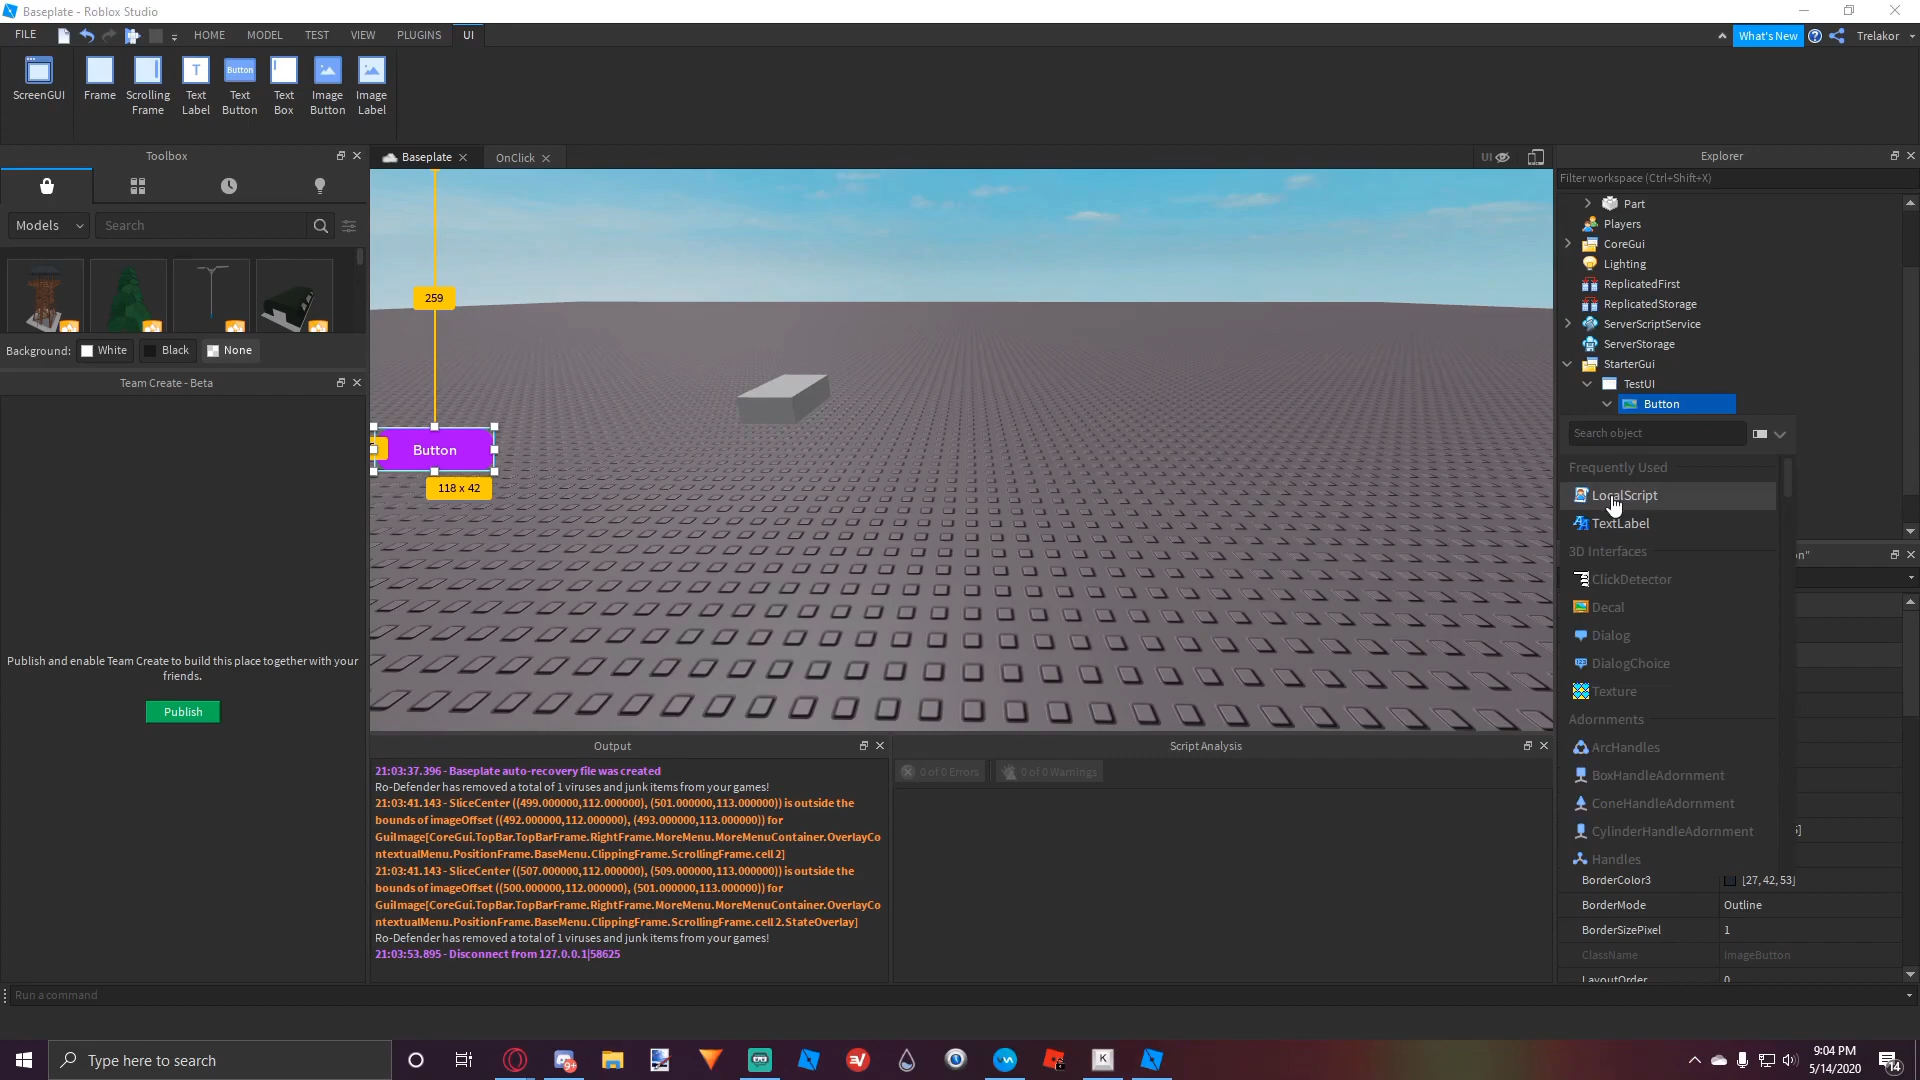 Baseplate - Roblox Studio
FILE
HOME
MODEL
TEST
VIEW
PLUGINS
UI
What's New
Trelakor
ScreenGUI
Frame
Scrolling
Frame
Text
Label
Button
Text
Button
Text
Box
Image
Button
Image
Label
Toolbox
Models
Search
Background:
White
Black
None
Team Create - Beta
Publish and enable Team Create to build this place together with your
friends.
Publish
Baseplate
OnClick
UI
259
Button
118 x 42
Output
21:03:37.396 - Baseplate auto-recovery file was created
Ro-Defender has removed a total of 1 viruses and junk items from your games!
21:03:41.143 - SliceCenter ((499.000000,112.000000), (501.000000,113.000000)) is outside the
bounds of imageOffset ((492.000000,112.000000), (493.000000,113.000000)) for
GuiImage[CoreGui.TopBar.TopBarFrame.RightFrame.MoreMenu.MoreMenuContainer.OverlayCo
ntextualMenu.PositionFrame.BaseMenu.ClippingFrame.ScrollingFrame.cell 2]
21:03:41.143 - SliceCenter ((507.000000,112.000000), (509.000000,113.000000)) is outside the
bounds of imageOffset ((500.000000,112.000000), (501.000000,113.000000)) for
GuiImage[CoreGui.TopBar.TopBarFrame.RightFrame.MoreMenu.MoreMenuContainer.OverlayCo
ntextualMenu.PositionFrame.BaseMenu.ClippingFrame.ScrollingFrame.cell 2.StateOverlay]
Ro-Defender has removed a total of 1 viruses and junk items from your games!
21:03:53.895 - Disconnect from 127.0.0.1|58625
Script Analysis
0 of 0 Errors
0 of 0 Warnings
Explorer
Filter workspace (Ctrl+Shift+X)
Part
Players
CoreGui
Lighting
ReplicatedFirst
ReplicatedStorage
ServerScriptService
ServerStorage
StarterGui
TestUI
Button
Search object
Frequently Used
LocalScript
TextLabel
3D Interfaces
ClickDetector
Decal
Dialog
DialogChoice
Texture
Adornments
ArcHandles
BoxHandleAdornment
ConeHandleAdornment
CylinderHandleAdornment
Handles
BorderColor3
[27, 42, 53]
BorderMode
Outline
BorderSizePixel
1
ClassName
ImageButton
LayoutOrder
0
Run a command
Type here to search
9+
9:04 PM
5/14/2020
14